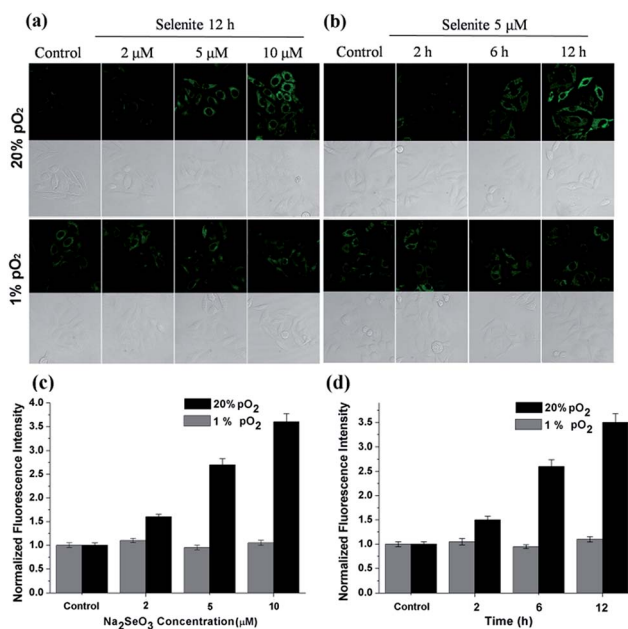 (a)
Selenite 12 h
Control 2 μM 5 μM 10 μM
(b)
Selenite 5 μM
Control 2 h 6 h 12 h
20% pO₂
1% pO₂
(c)
Normalized Fluorescence Intensity
4.0
3.5
3.0
2.5
2.0
1.5
1.0
0.5
0.0
20% pO₂
1 % pO₂
Control 2 5 10
Na₂SeO₃ Concentration(μM)
(d)
Normalized Fluorescence Intensity
3.5
3.0
2.5
2.0
1.5
1.0
0.5
0.0
20% pO₂
1 % pO₂
Control 2 6 12
Time (h)